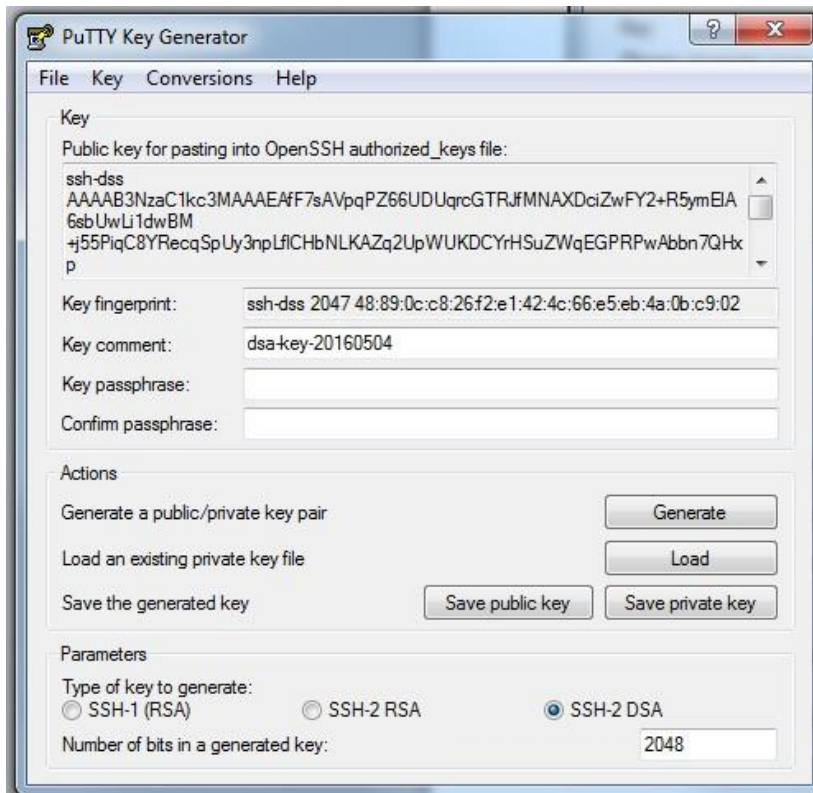 PuTTY Key Generator
File Key Conversions Help
Key
Public key for pasting into OpenSSH authorized_keys file:
ssh-dss
AAAAB3NzaC1kc3MAAAEAfF7sAVpqPZ66UDUqrcGTRJfMNAXDciZwFY2+R5ymEIA
6sbUwLi1dwBM
+j55PiqC8YRecqSpUy3npLflCHbNLKAZq2UpWUKDCYrHSuZWqEGPRPwAbbn7QHx
p
Key fingerprint: ssh-dss 2047 48:89:0c:c8:26:f2:e1:42:4c:66:e5:eb:4a:0b:c9:02
Key comment: dsa-key-20160504
Key passphrase:
Confirm passphrase:
Actions
Generate a public/private key pair Generate
Load an existing private key file Load
Save the generated key Save public key Save private key
Parameters
Type of key to generate:
SSH-1 (RSA) SSH-2 RSA SSH-2 DSA
Number of bits in a generated key: 2048